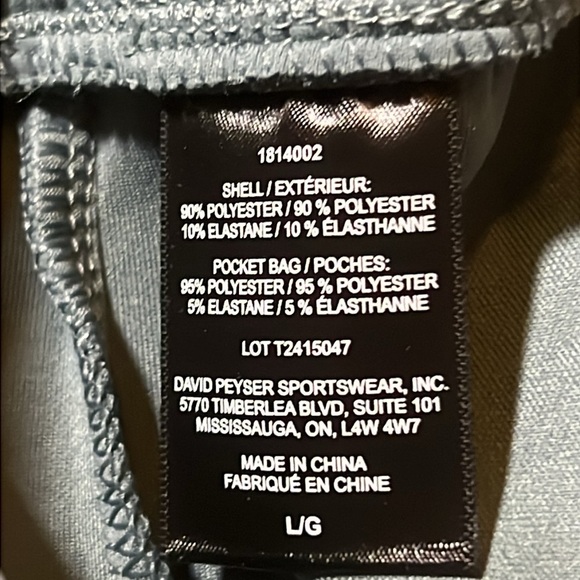 1814002
SHELL / EXTÉRIEUR:
90% POLYESTER / 90 % POLYESTER
10% ELASTANE / 10 % ÉLASTHANNE
POCKET BAG / POCHES:
95% POLYESTER / 95 % POLYESTER
5% ELASTANE / 5 % ÉLASTHANNE
LOT T2415047
DAVID PEYSER SPORTSWEAR, INC.
5770 TIMBERLEA BLVD, SUITE 101
MISSISSAUGA, ON, L4W 4W7
MADE IN CHINA
FABRIQUÉ EN CHINE
L/G